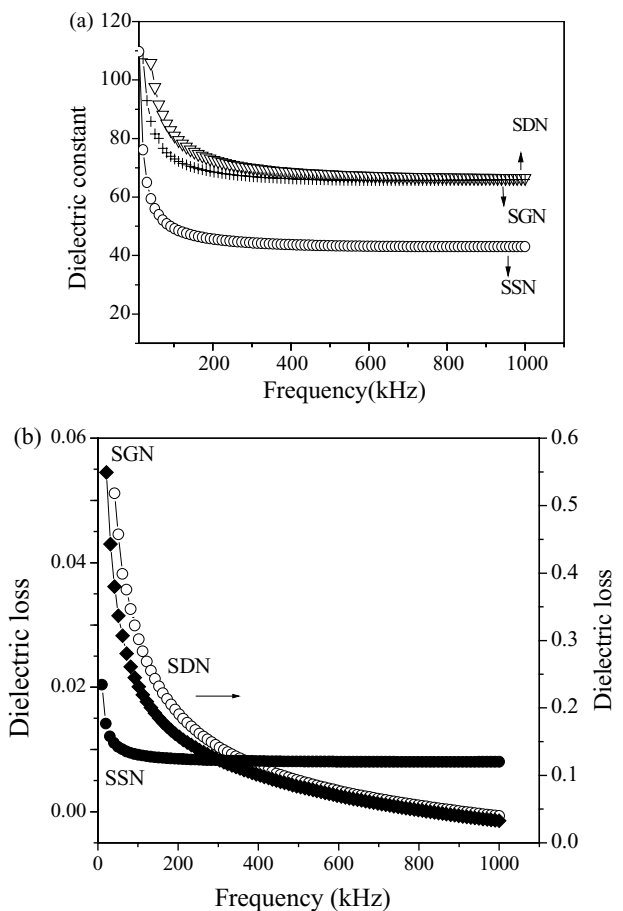 (a)
120
100
80
60
40
20
Dielectric constant
SDN
SGN
SSN
200 400 600 800 1000
Frequency(kHz)
(b)
0.06
0.04
0.02
0.00
Dielectric loss
SGN
SDN
SSN
0.6
0.5
0.4
0.3
0.2
0.1
0.0
Dielectric loss
0 200 400 600 800 1000
Frequency (kHz)